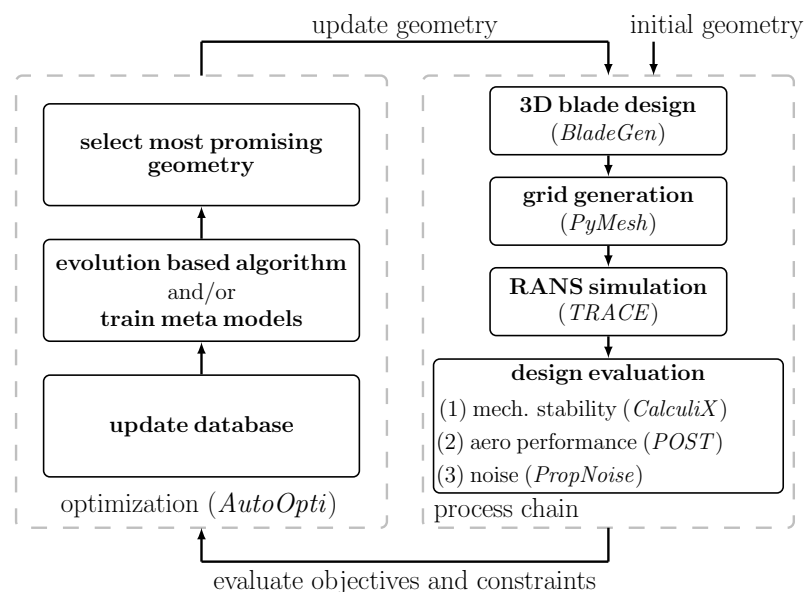 update geometry
initial geometry
select most promising
geometry
evolution based algorithm
and/or
train meta models
update database
optimization (AutoOpti)
3D blade design
(BladeGen)
grid generation
(PyMesh)
RANS simulation
(TRACE)
design evaluation
(1) mech. stability (CalculiX)
(2) aero performance (POST)
(3) noise (PropNoise)
process chain
evaluate objectives and constraints